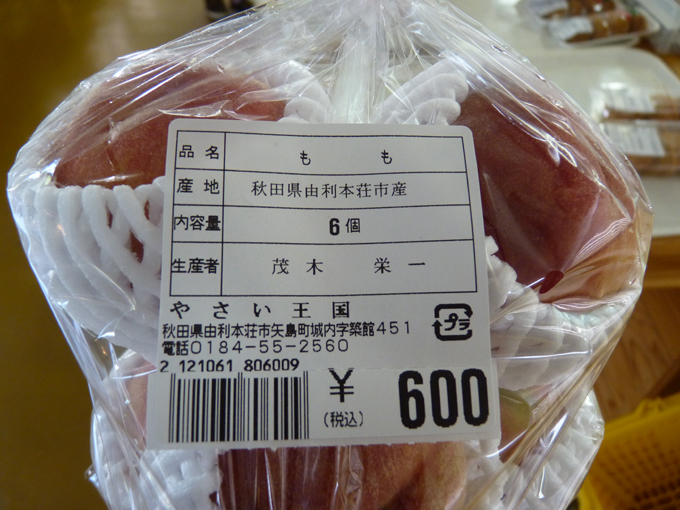 品名 もも
産地 秋田県由利本荘市産
内容量 6個
生産者 茂木 栄一
やさい王国
秋田県由利本荘市矢島町城内字築館451
電話0184-55-2560
プラ
2 121061 806009
¥ 600
(税込)